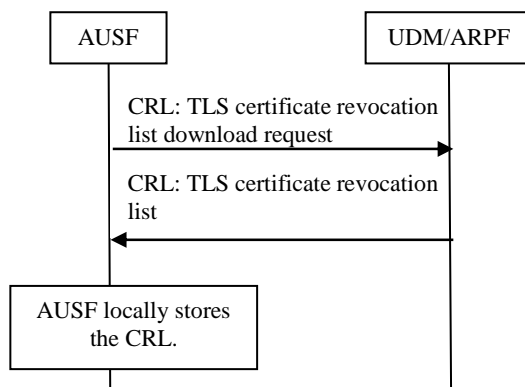 AUSF
UDM/ARPF
CRL: TLS certificate revocation
list download request
CRL: TLS certificate revocation
list
AUSF locally stores
the CRL.